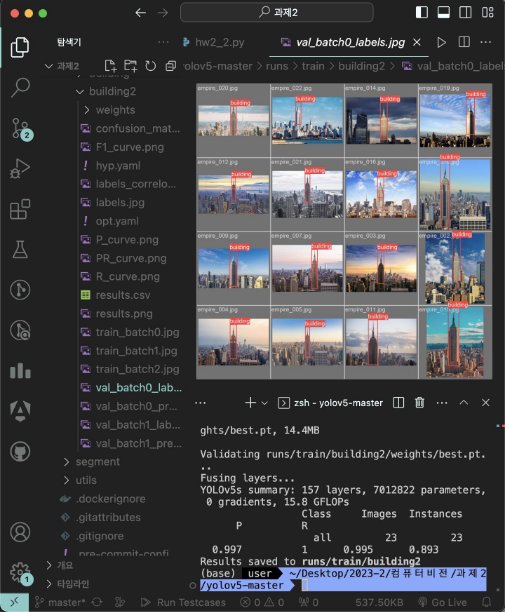 과제2
탐색기
hw2_2.py
val_batch0_labels.jpg
과제2
yolov5-master > runs > train > building2 > val_batch0_labels
building2
weights
confusion_mat...
F1_curve.png
hyp.yaml
labels_correlo...
labels.jpg
opt.yaml
P_curve.png
PR_curve.png
R_curve.png
results.csv
results.png
train_batch0.jpg
train_batch1.jpg
train_batch2.jpg
val_batch0_lab...
val_batch0_pr...
val_batch1_lab...
val_batch1_pre...
segment
utils
.dockerignore
.gitattributes
.gitignore
.pre-commit-confi...
개요
타임라인
empire_020.jpg empire_022.jpg empire_014.jpg empire_019.jpg
building building building building
empire_012.jpg empire_021.jpg empire_016.jpg
building building building building
empire_009.jpg empire_007.jpg empire_003.jpg empire_002.jpg
building building building building
empire_004.jpg empire_005.jpg empire_011.jpg
building building building building
zsh - yolov5-master
ghts/best.pt, 14.4MB
Validating runs/train/building2/weights/best.pt.
..
Fusing layers...
YOLOv5s summary: 157 layers, 7012822 parameters,
0 gradients, 15.8 GFLOPs
Class Images Instances
P R
all 23 23
0.997 1 0.995 0.893
Results saved to runs/train/building2
(base) user ~/Desktop/2023-2/컴퓨터비전/과제2
/yolov5-master
master* Run Testcases 0 0 0 537.50KB Go Live